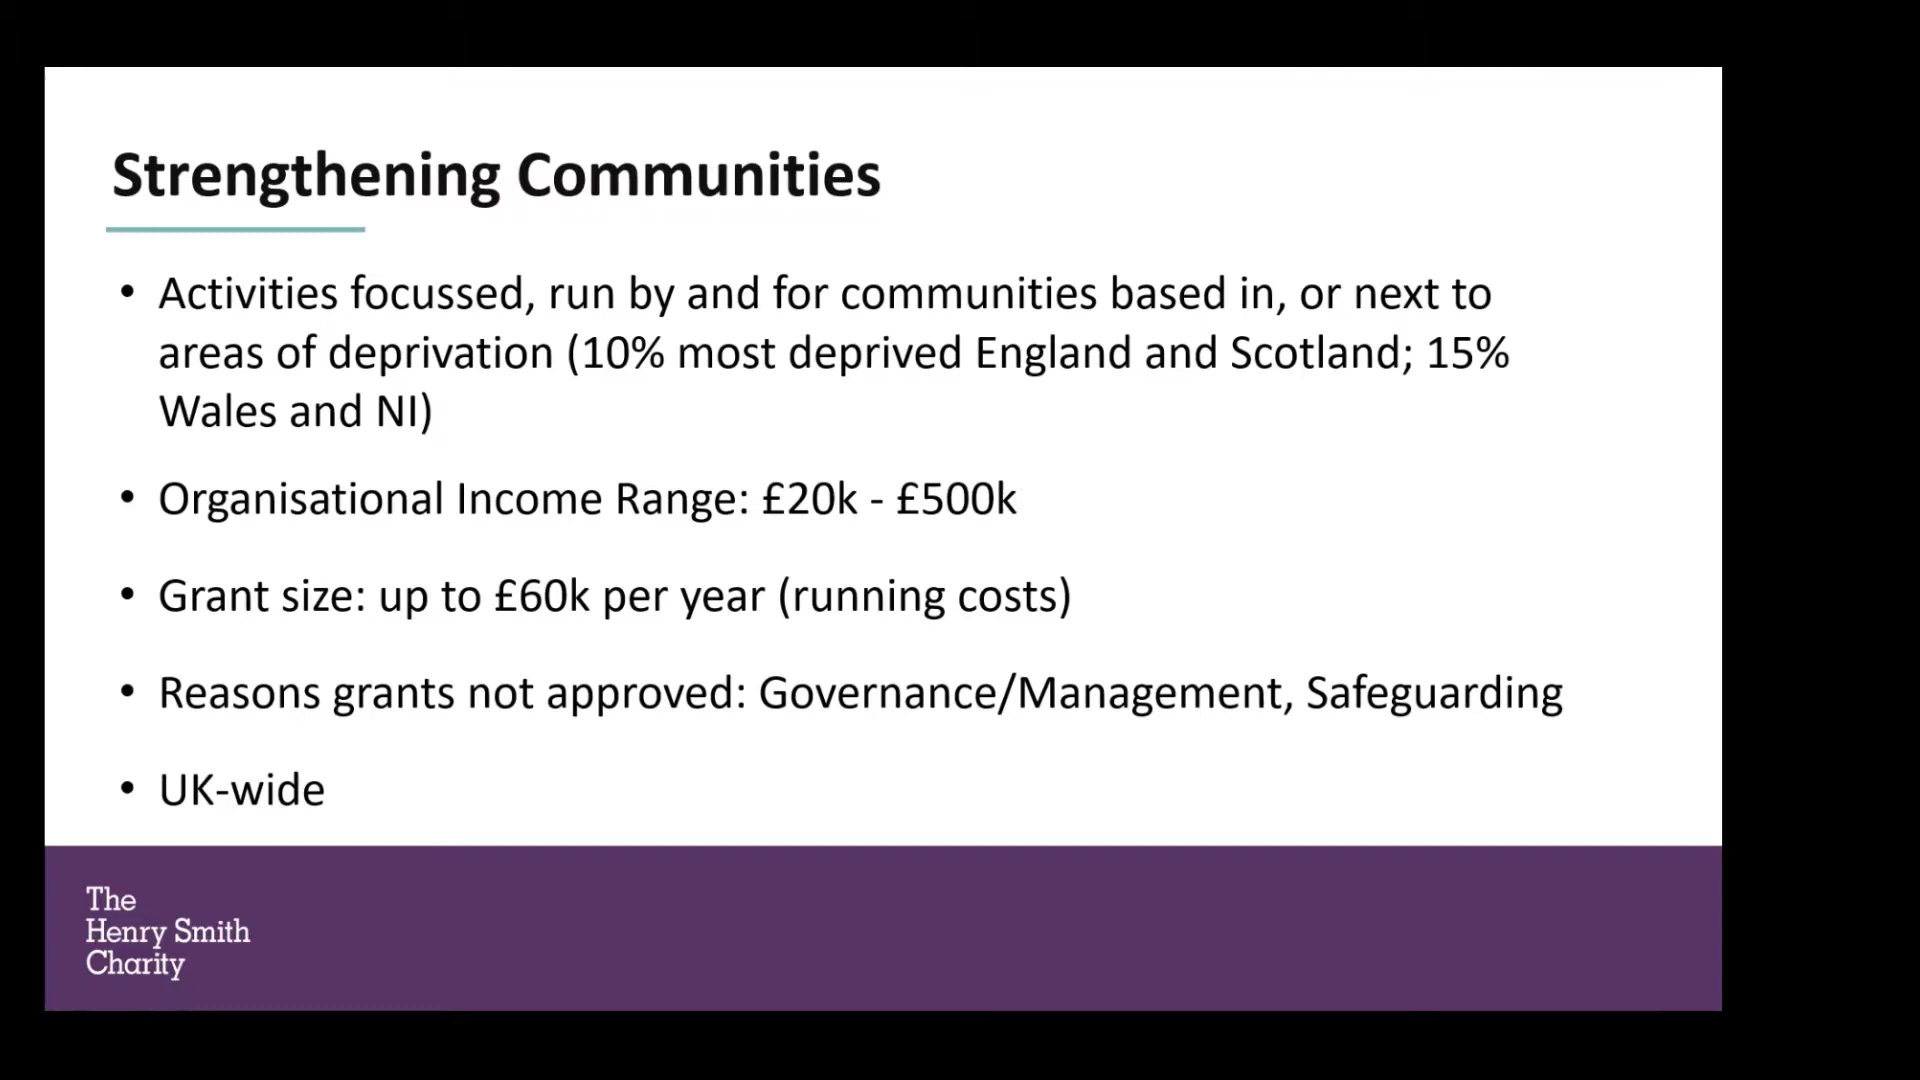 Strengthening Communities
• Activities focussed, run by and for communities based in, or next to
areas of deprivation (10% most deprived England and Scotland; 15%
Wales and NI)
• Organisational Income Range: £20k - £500k
• Grant size: up to £60k per year (running costs)
• Reasons grants not approved: Governance/Management, Safeguarding
• UK-wide
The
Henry Smith
Charity